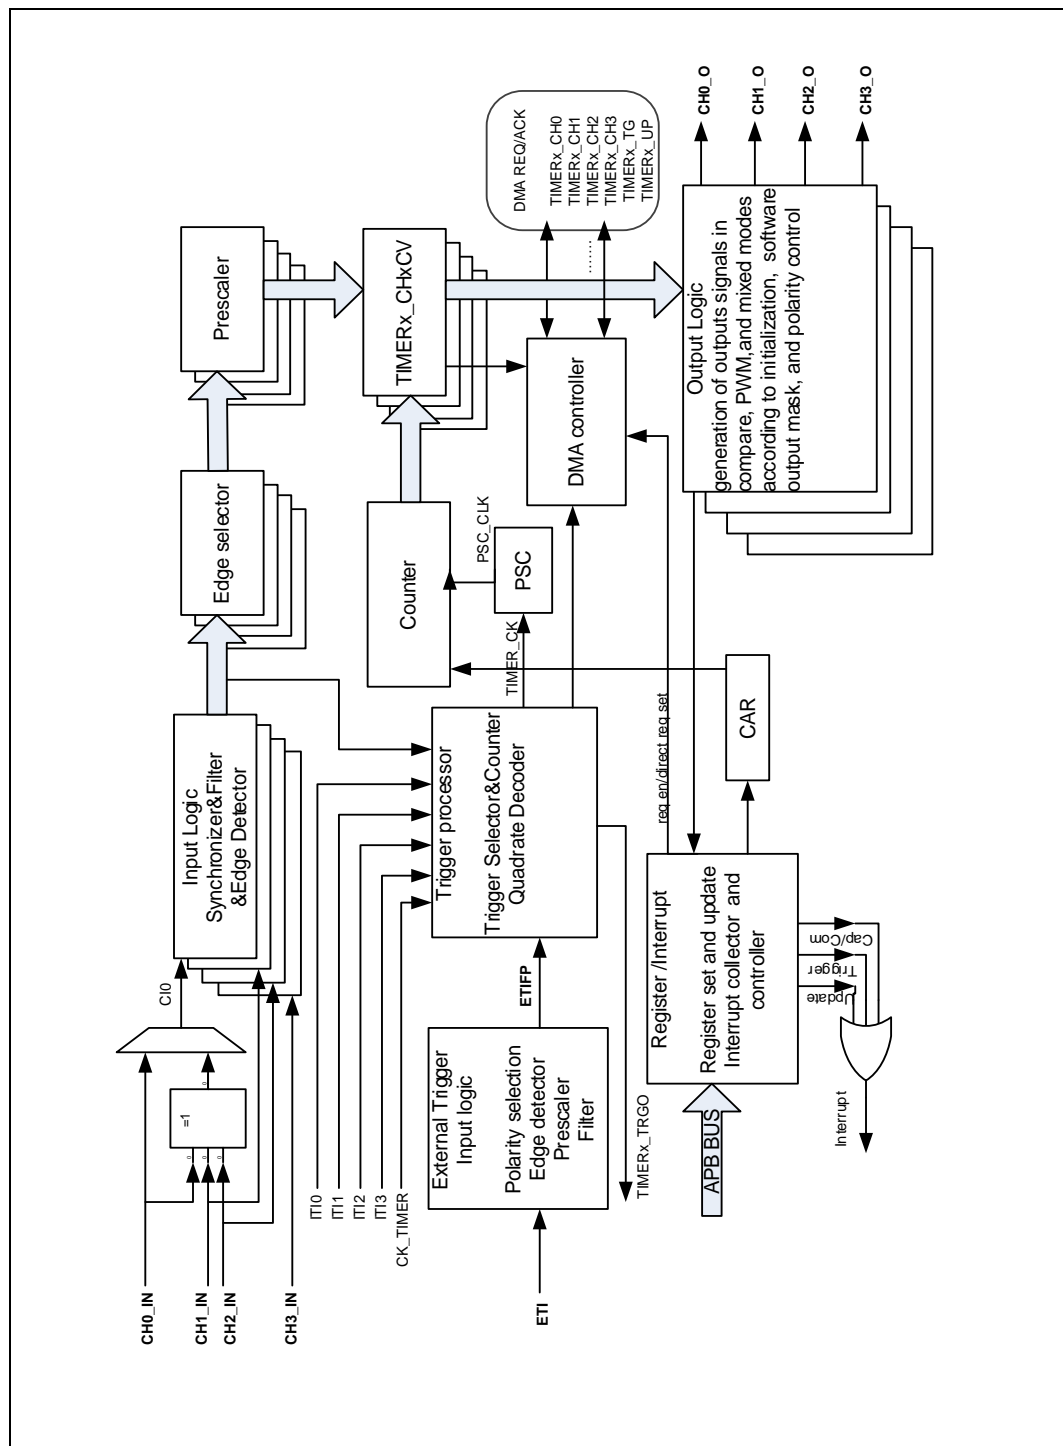 CH0_IN
CH1_IN
CH2_IN
CH3_IN
=1
CI0
Input Logic
Synchronizer&Filter
&Edge Detector
Edge selector
Prescaler
ITI0
ITI1
ITI2
ITI3
CK_TIMER
Trigger processor
Trigger Selector&Counter
Quadrate Decoder
TIMER_CK
PSC
PSC_CLK
Counter
TIMERx_CHxCV
DMA REQ/ACK
TIMERx_CH0
TIMERx_CH1
TIMERx_CH2
TIMERx_CH3
TIMERx_TG
TIMERx_UP
........
DMA controller
ETI
External Trigger
Input logic
Polarity selection
Edge detector
Prescaler
Filter
ETIFP
TIMERx_TRGO
req en/direct req set
CAR
APB BUS
Register /Interrupt
Register set and update
Interrupt collector and
controller
Update
Trigger
Cap/Com
Interrupt
Output Logic
generation of outputs signals in
compare, PWM,and mixed modes
according to initialization, software
output mask, and polarity control
CH0_O
CH1_O
CH2_O
CH3_O